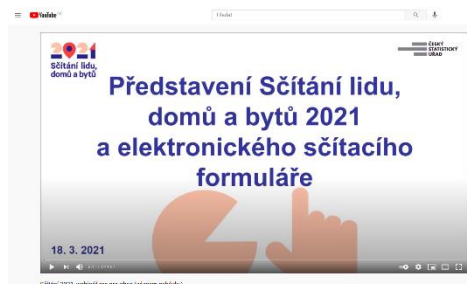 YouTube
Hledat
2021
Sčítání lidu,
domů a bytů
ČESKÝ
STATISTICKÝ
ÚŘAD
Představení Sčítání lidu,
domů a bytů 2021
a elektronického sčítacího
formuláře
18. 3. 2021